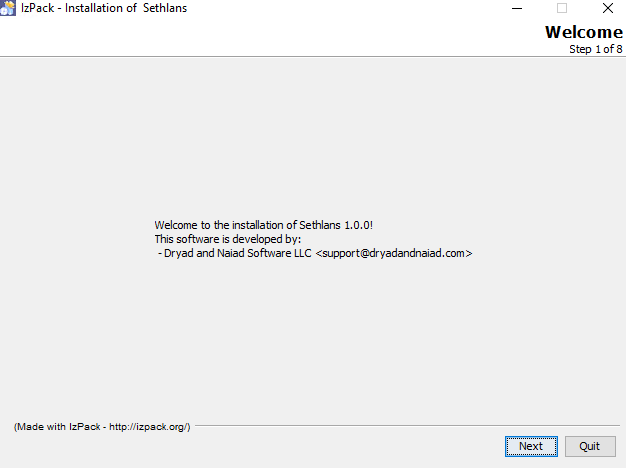 IzPack - Installation of  Sethlans
Welcome
Step 1 of 8
Welcome to the installation of Sethlans 1.0.0!
This software is developed by:
- Dryad and Naiad Software LLC <support@dryadandnaiad.com>
(Made with IzPack - http://izpack.org/)
Next
Quit